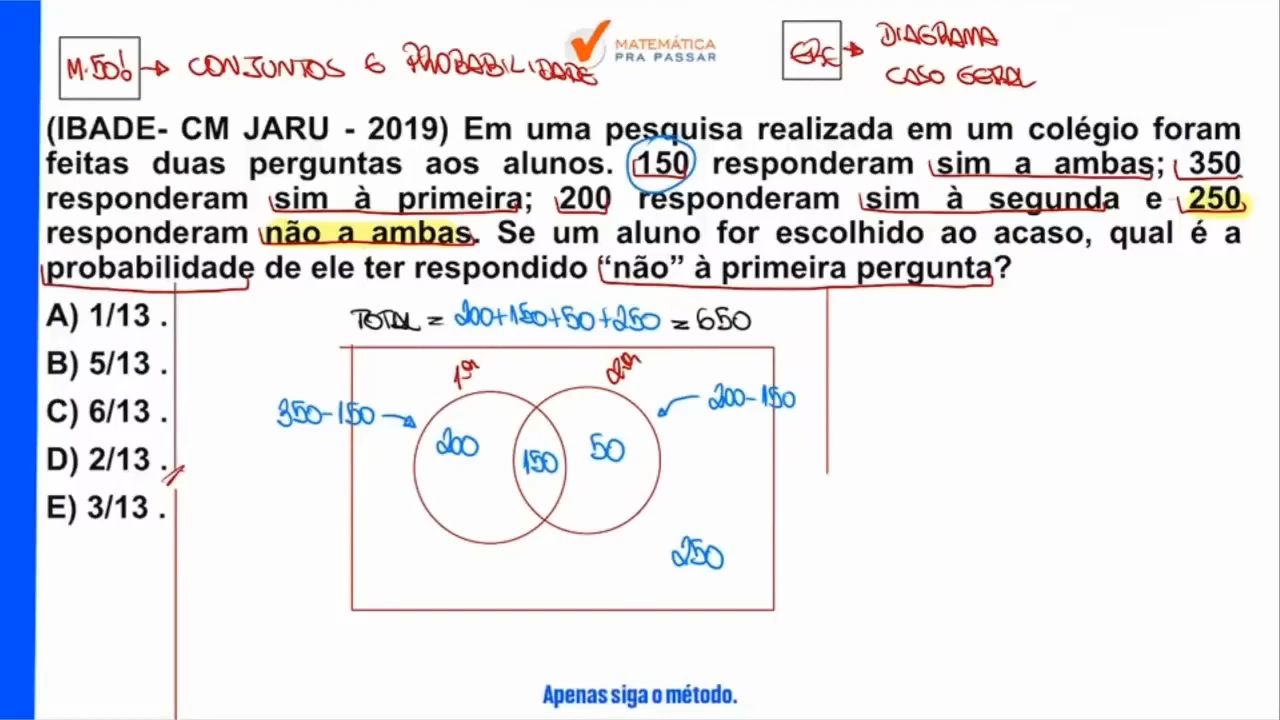 M.50! → CONJUNTOS E PROBABILIDADE
MATEMÁTICA
PRA PASSAR
→ DIAGRAMA
CASO GERAL
(IBADE- CM JARU - 2019) Em uma pesquisa realizada em um colégio foram
feitas duas perguntas aos alunos. 150 responderam sim a ambas; 350
responderam sim à primeira; 200 responderam sim à segunda e 250
responderam não a ambas. Se um aluno for escolhido ao acaso, qual é a
probabilidade de ele ter respondido “não” à primeira pergunta?
A) 1/13 .
B) 5/13 .
C) 6/13 .
D) 2/13 .
E) 3/13 .
TOTAL = 200+150+50+250 = 650
1ª 2ª
350-150 200-150
200 150 50
250
Apenas siga o método.